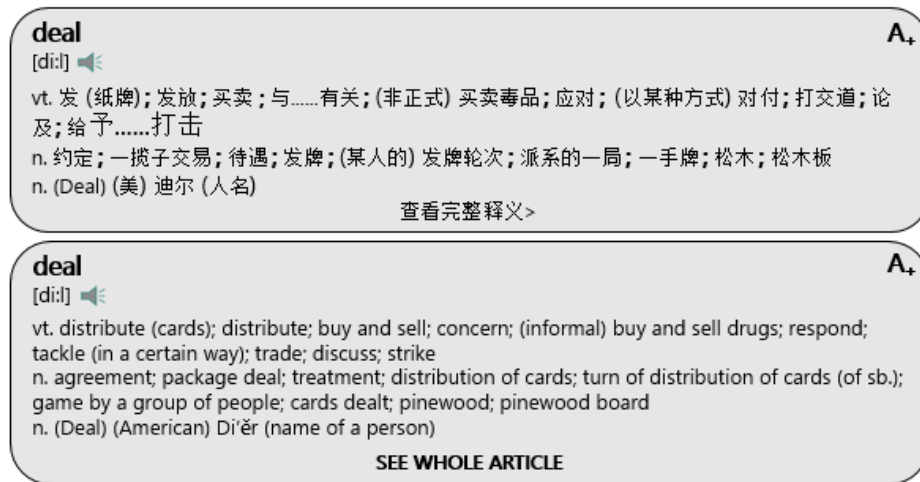 deal A₊
[di:l]
vt. 发 (纸牌); 发放; 买卖; 与......有关; (非正式) 买卖毒品; 应对; (以某种方式) 对付; 打交道; 论
及; 给予......打击
n. 约定; 一揽子交易; 待遇; 发牌; (某人的) 发牌轮次; 派系的一局; 一手牌; 松木; 松木板
n. (Deal) (美) 迪尔 (人名)
查看完整释义>
deal A₊
[di:l]
vt. distribute (cards); distribute; buy and sell; concern; (informal) buy and sell drugs; respond;
tackle (in a certain way); trade; discuss; strike
n. agreement; package deal; treatment; distribution of cards; turn of distribution of cards (of sb.);
game by a group of people; cards dealt; pinewood; pinewood board
n. (Deal) (American) Di'ěr (name of a person)
SEE WHOLE ARTICLE